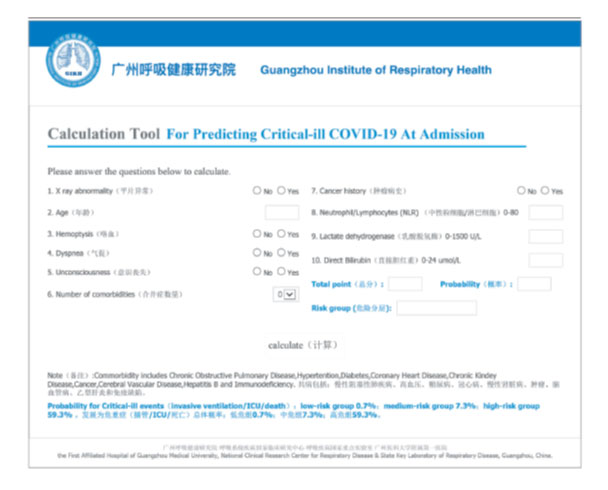 广州呼吸健康研究院 Guangzhou Institute of Respiratory Health
Calculation Tool For Predicting Critical-ill COVID-19 At Admission
Please answer the questions below to calculate.
1. X ray abnormality（平片异常） No Yes
2. Age（年龄）
3. Hemoptysis（咯血） No Yes
4. Dyspnea（气促） No Yes
5. Unconsciousness（意识丧失） No Yes
6. Number of comorbidities（合并症数量） 0
7. Cancer history（肿瘤病史） No Yes
8. Neutrophil/Lymphocytes (NLR)（中性粒细胞/淋巴细胞）0-80
9. Lactate dehydrogenase（乳酸脱氢酶）0-1500 U/L
10. Direct Bilirubin（直接胆红素）0-24 umol/L
Total point（总分）: Probability（概率）:
Risk group (危险分层):
calculate（计算）
Note（备注）:Commorbidity includes Chronic Obstructive Pulmonary Disease,Hypertention,Diabetes,Coronary Heart Disease,Chronic Kindey
Disease,Cancer,Cerebral Vascular Disease,Hepatitis B and Immunodeficiency. 共病包括：慢性阻塞性肺疾病、高血压、糖尿病、冠心病、慢性肾脏病、肿瘤、脑
血管病、乙型肝炎和免疫缺陷。
Probability for Critical-ill events (invasive ventilation/ICU/death)：low-risk group 0.7%; medium-risk group 7.3%; high-risk group
59.3% . 发展为危重症（插管/ICU/死亡）总体概率：低危组0.7%；中危组7.3%；高危组59.3%.
广州呼吸健康研究院 呼吸系统疾病国家临床研究中心 呼吸疾病国家重点实验室 广州医科大学附属第一医院
the First Affiliated Hospital of Guangzhou Medical University, National Clinical Research Center for Respiratory Disease & State Key Laboratory of Respiratory Disease, Guangzhou, China.